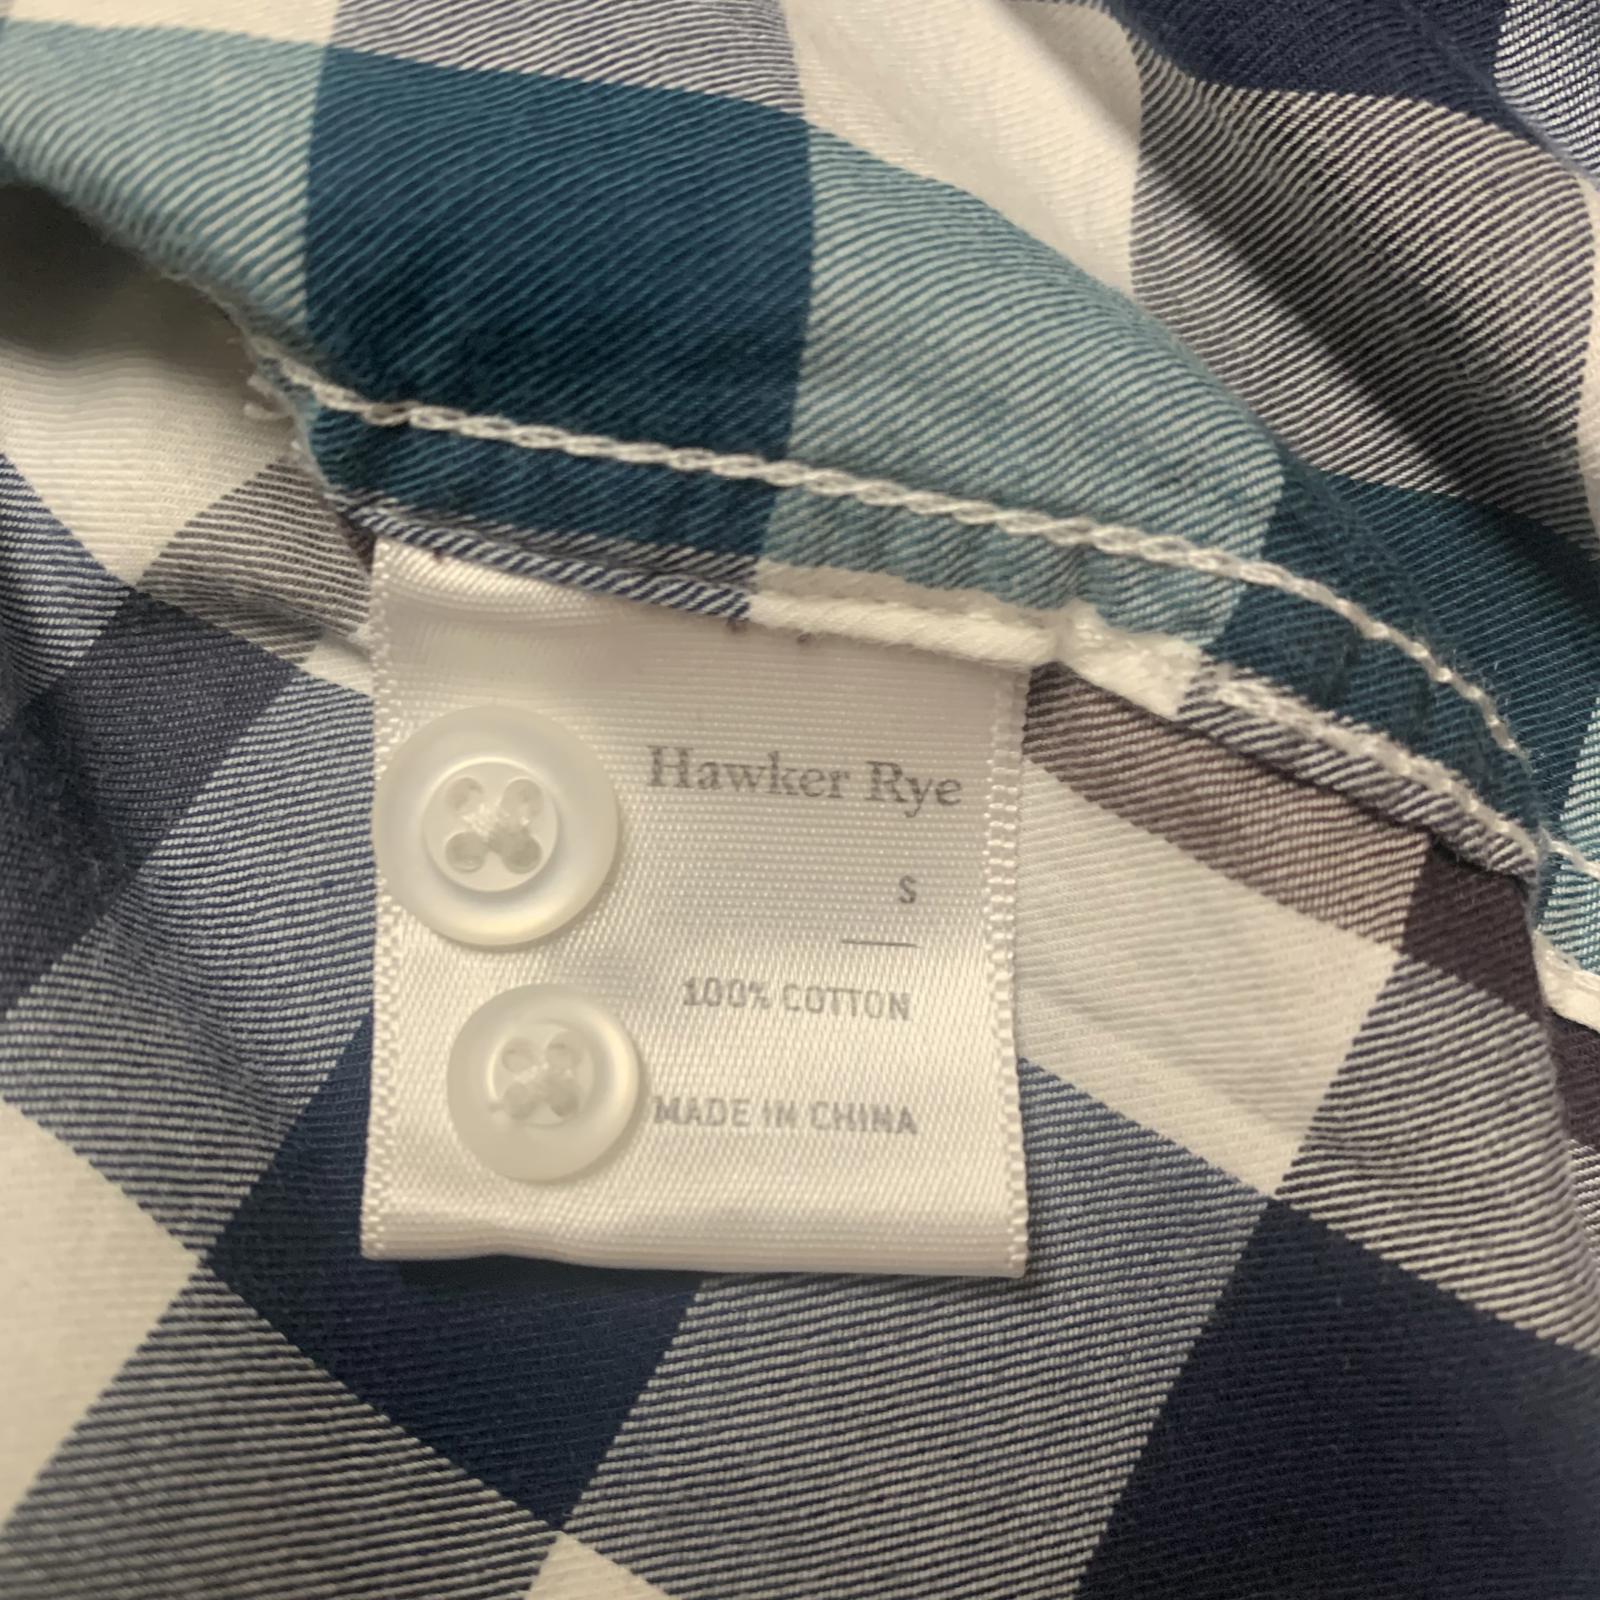 Hawker Rye
S
100% COTTON
MADE IN CHINA